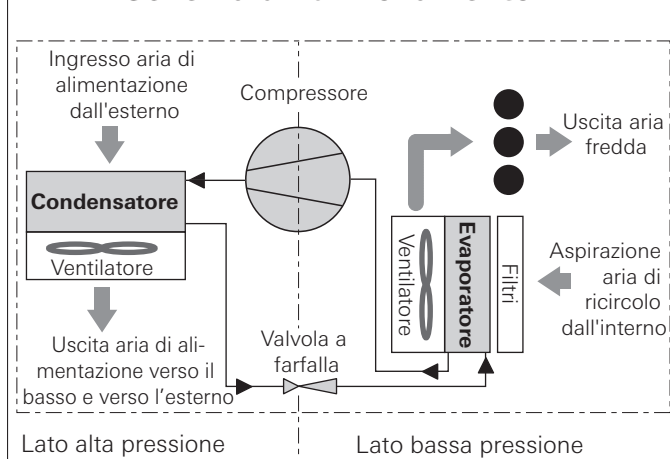 Ingresso aria di
alimentazione
dall'esterno
Compressore
Uscita aria
fredda
Condensatore
Ventilatore
Ventilatore
Evaporatore
Filtri
Aspirazione
aria di
ricircolo
dall'interno
Uscita aria di ali-
mentazione verso il
basso e verso l'esterno
Valvola a
farfalla
Lato alta pressione
Lato bassa pressione